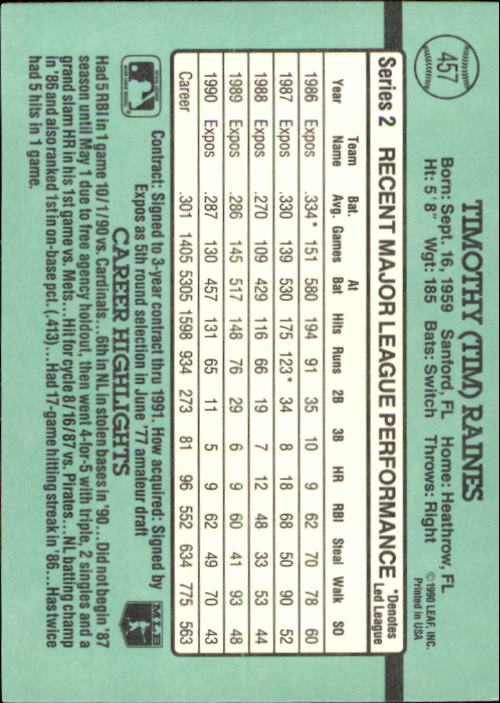 457
TIMOTHY (TIM) RAINES
Born: Sept. 16, 1959 Sanford, FL Home: Heathrow, FL
Ht: 5' 8" Wgt: 185 Bats: Switch Throws: Right
© 1990 LEAF, INC.
Printed in USA
Series 2 RECENT MAJOR LEAGUE PERFORMANCE *Denotes Led League
Year Team Name Bat. Avg. Games At Bat Hits Runs 2B 3B HR RBI Steal Walk SO
1986 Expos .334* 151 580 194 91 35 10 9 62 70 78 60
1987 Expos .330 139 530 175 123* 34 8 18 68 50 90 52
1988 Expos .270 109 429 116 66 19 7 12 48 33 53 44
1989 Expos .286 145 517 148 76 29 6 9 60 41 93 48
1990 Expos .287 130 457 131 65 11 5 9 62 49 70 43
Career .301 1405 5305 1598 934 273 81 96 552 634 775 563
Contract: Signed to 3-year contract thru 1991. How acquired: Signed by
Expos as 5th round selection in June '77 amateur draft
MLB
CAREER HIGHLIGHTS
Had 5 RBI in 1 game 10/1/90 vs. Cardinals...6th in NL in stolen bases in '90...Did not begin '87
season until May 1 due to free agency holdout, then went 4-for-5 with triple, 2 singles and a
grand slam HR in his 1st game vs. Mets...Hit for cycle 8/16/87 vs. Pirates...NL batting champ
in '86 and also ranked 1st in on-base pct. (.413)...Had 17-game hitting streak in '86...Has twice
had 5 hits in 1 game.